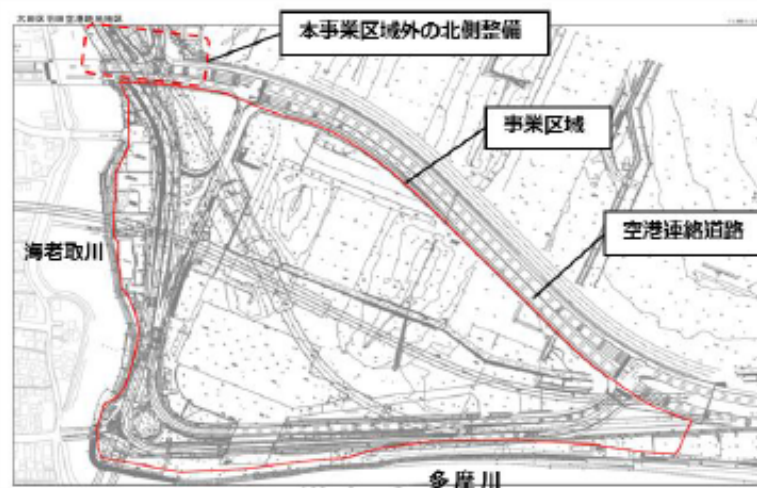 本事業区域外の北側整備
事業区域
空港連絡道路
海老取川
多摩川